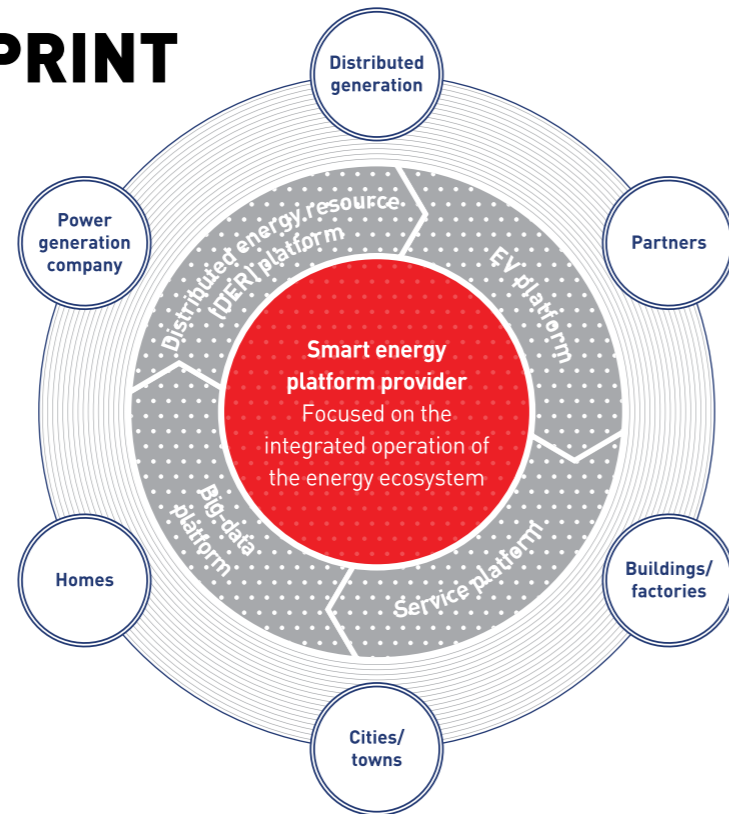 PRINT
Distributed
generation
Power
generation
company
Partners
Distributed energy resource
(DER) platform
EV platform
Smart energy
platform provider
Focused on the
integrated operation of
the energy ecosystem
Big-data
platform
Service platform
Homes
Buildings/
factories
Cities/
towns